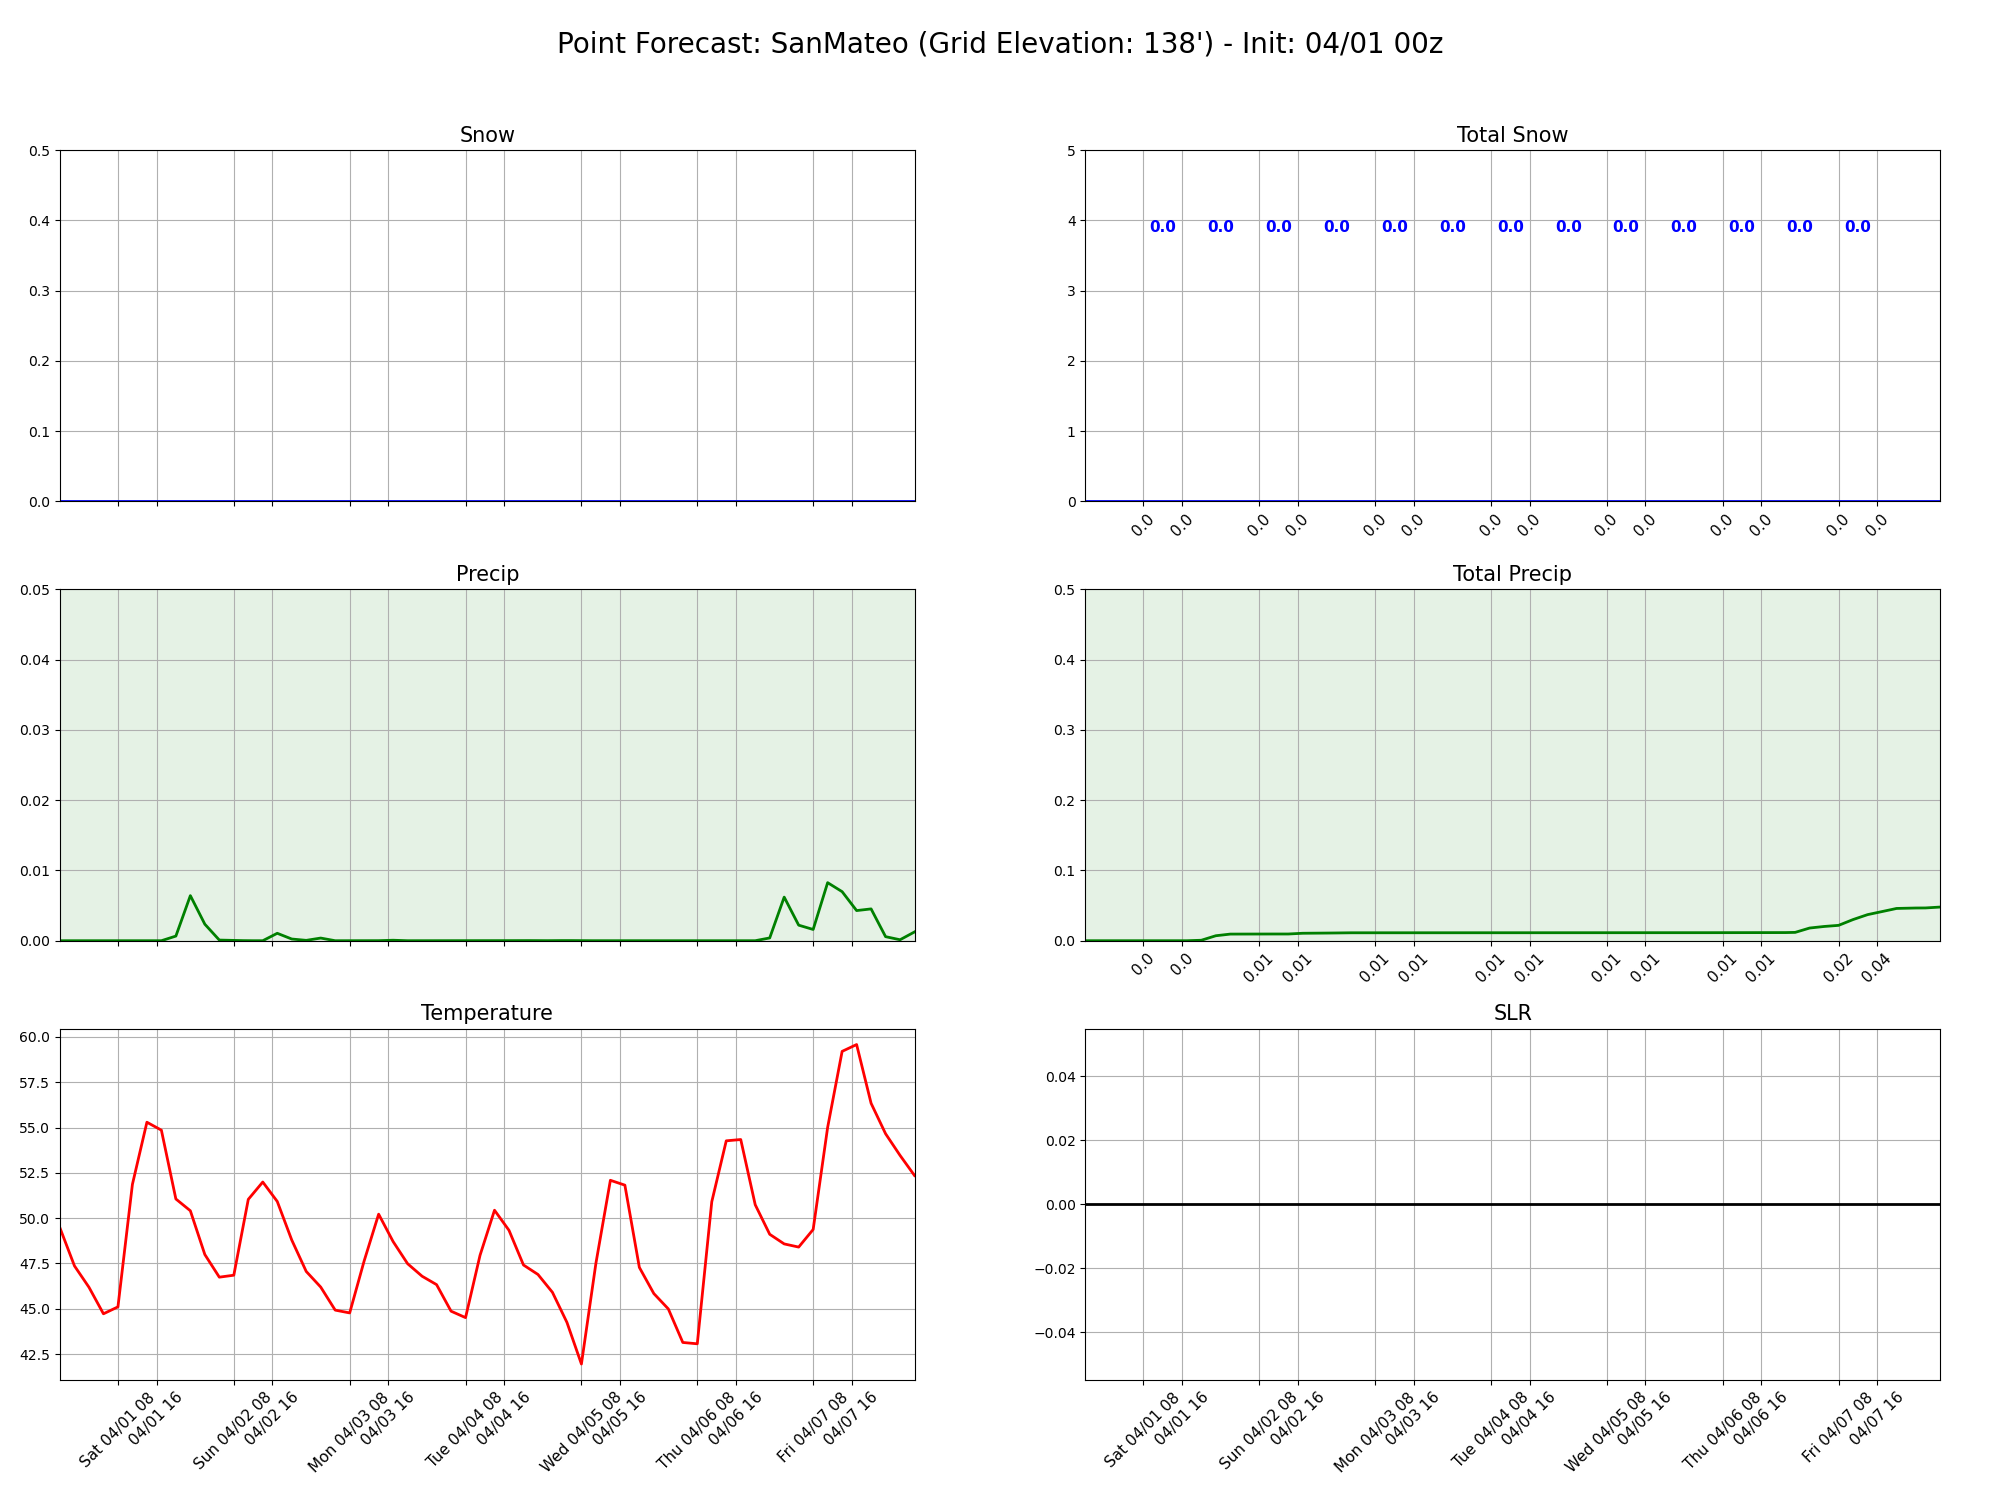 Point Forecast: SanMateo (Grid Elevation: 138') - Init: 04/01 00z
Snow
0.5
0.4
0.3
0.2
0.1
0.0
Total Snow
5
4
3
2
1
0
0.0 0.0 0.0 0.0 0.0 0.0 0.0 0.0 0.0 0.0 0.0 0.0 0.0
0.0 0.0 0.0 0.0 0.0 0.0 0.0 0.0 0.0 0.0 0.0 0.0 0.0 0.0
Precip
0.05
0.04
0.03
0.02
0.01
0.00
Total Precip
0.5
0.4
0.3
0.2
0.1
0.0
0.0 0.0 0.01 0.01 0.01 0.01 0.01 0.01 0.01 0.01 0.01 0.01 0.02 0.04
Temperature
60.0
57.5
55.0
52.5
50.0
47.5
45.0
42.5
Sat 04/01 08
04/01 16
Sun 04/02 08
04/02 16
Mon 04/03 08
04/03 16
Tue 04/04 08
04/04 16
Wed 04/05 08
04/05 16
Thu 04/06 08
04/06 16
Fri 04/07 08
04/07 16
SLR
0.04
0.02
0.00
−0.02
−0.04
Sat 04/01 08
04/01 16
Sun 04/02 08
04/02 16
Mon 04/03 08
04/03 16
Tue 04/04 08
04/04 16
Wed 04/05 08
04/05 16
Thu 04/06 08
04/06 16
Fri 04/07 08
04/07 16